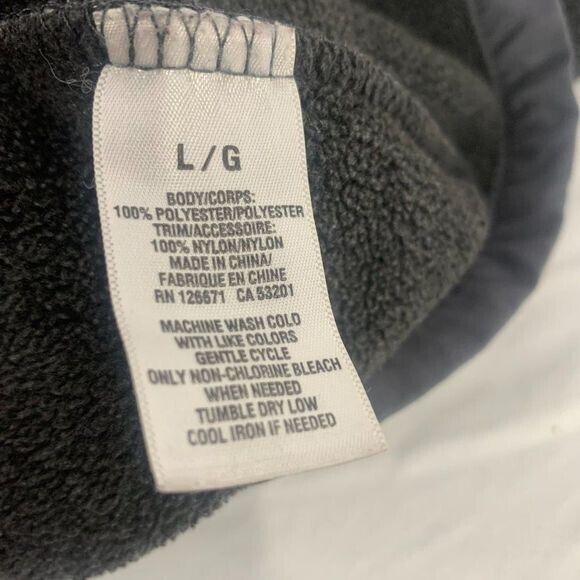 L / G
BODY/CORPS:
100% POLYESTER/POLYESTER
TRIM/ACCESSOIRE:
100% NYLON/NYLON
MADE IN CHINA/
FABRIQUE EN CHINE
RN 126671 CA 53201
MACHINE WASH COLD
WITH LIKE COLORS
GENTLE CYCLE
ONLY NON-CHLORINE BLEACH
WHEN NEEDED
TUMBLE DRY LOW
COOL IRON IF NEEDED